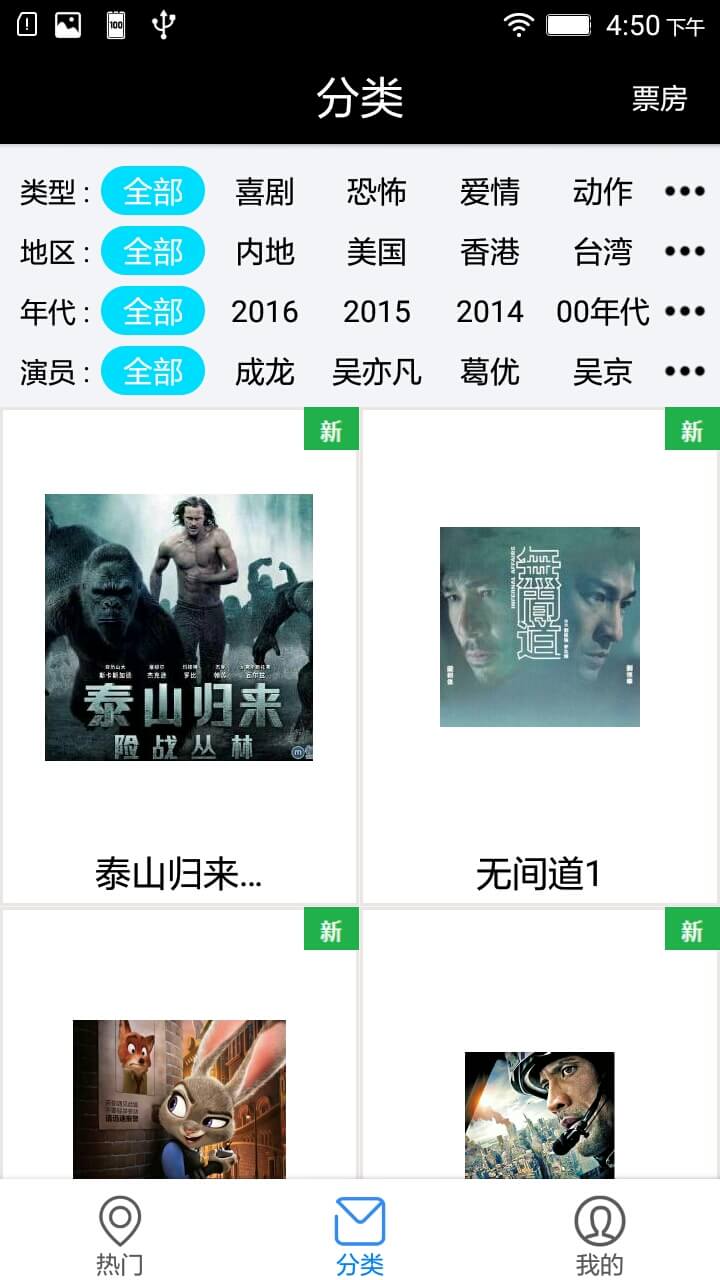 100
4:50 下午
分类
票房
类型 : 全部 喜剧 恐怖 爱情 动作
地区 : 全部 内地 美国 香港 台湾
年代 : 全部 2016 2015 2014 00年代
演员 : 全部 成龙 吴亦凡 葛优 吴京
新
新
泰山归来
险战丛林
INFERNAL AFFAIRS
無間道
泰山归来...
无间道1
新
新
热门
分类
我的